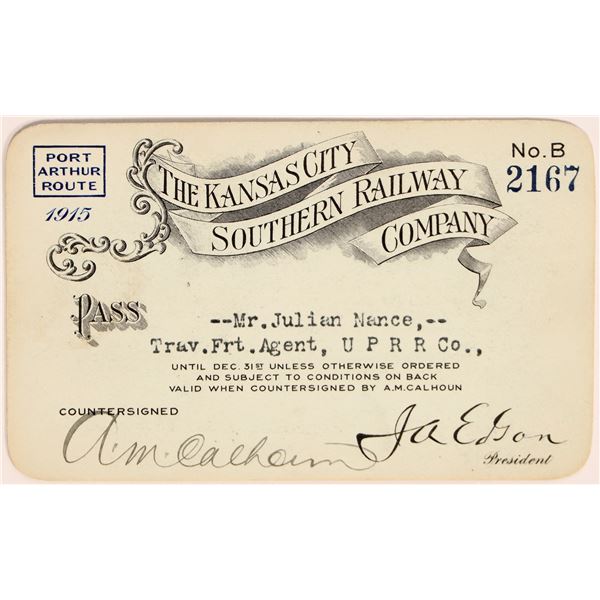 PORT
ARTHUR
ROUTE
1915
No. B
2167
THE KANSAS CITY
SOUTHERN RAILWAY
COMPANY
PASS
--Mr.Julian Nance,--
Trav.Frt.Agent, U P R R Co.,
UNTIL DEC. 31ST UNLESS OTHERWISE ORDERED
AND SUBJECT TO CONDITIONS ON BACK
VALID WHEN COUNTERSIGNED BY A.M.CALHOUN
COUNTERSIGNED
A.M. Calhoun
J A Edson
President